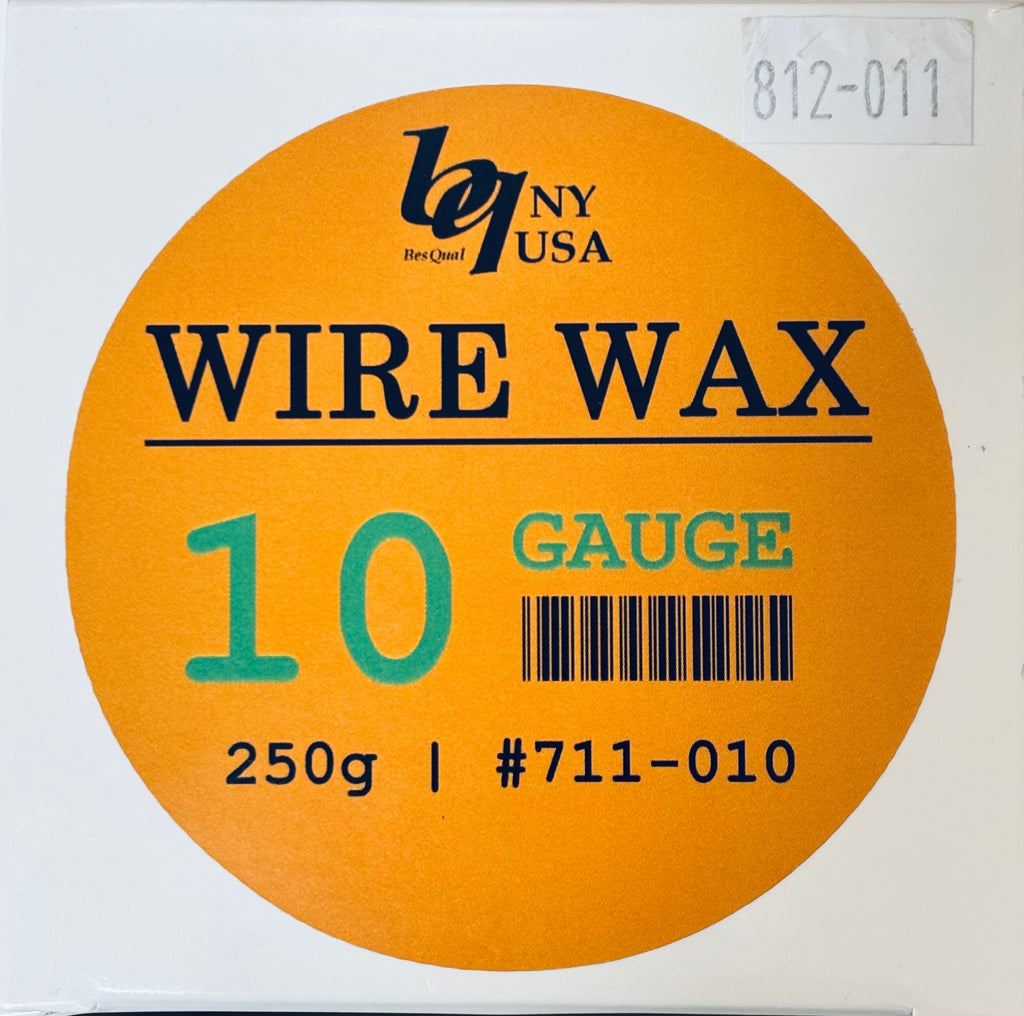 812-011
bq NY
BesQual USA
WIRE WAX
10 GAUGE
250g | #711-010